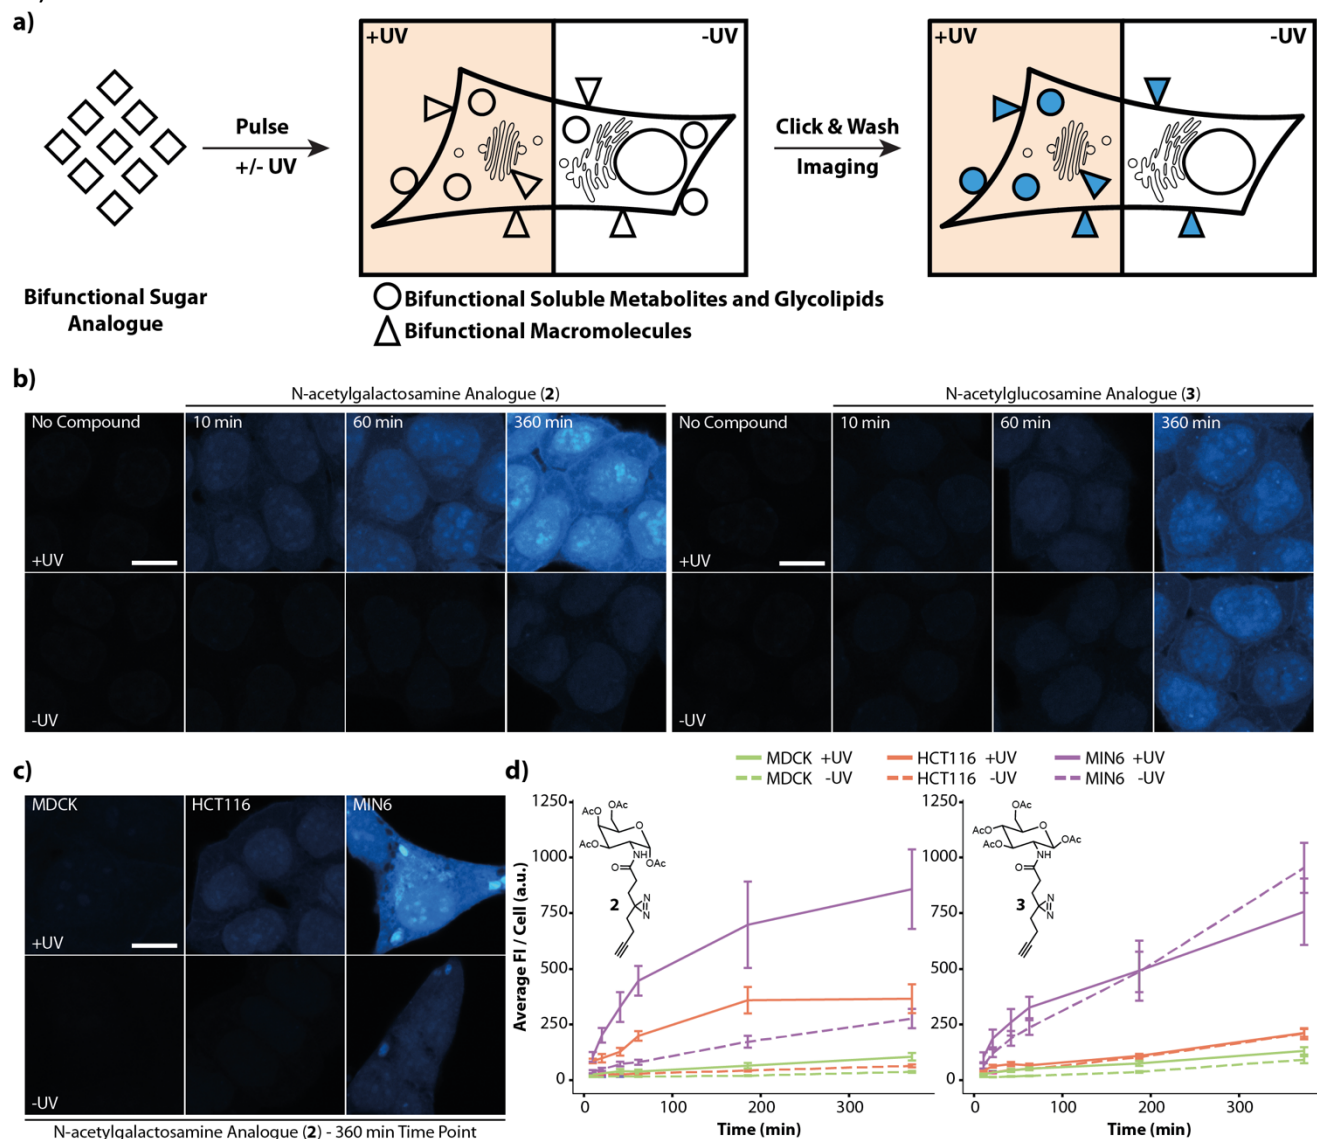 a)
+UV
-UV
+UV
-UV
Pulse
+/- UV
Click & Wash
Imaging
Bifunctional Sugar
Analogue
Bifunctional Soluble Metabolites and Glycolipids
Bifunctional Macromolecules
b)
N-acetylgalactosamine Analogue (2)
N-acetylglucosamine Analogue (3)
No Compound
10 min
60 min
360 min
No Compound
10 min
60 min
360 min
+UV
+UV
-UV
-UV
c)
MDCK
HCT116
MIN6
+UV
-UV
N-acetylgalactosamine Analogue (2) - 360 min Time Point
d)
MDCK +UV
HCT116 +UV
MIN6 +UV
MDCK -UV
HCT116 -UV
MIN6 -UV
Average FI / Cell (a.u.)
1250
1000
750
500
250
0
0
100
200
300
Time (min)
OAc
AcO
O
AcO
NH
OAc
O
2
N
N
1250
1000
750
500
250
0
0
100
200
300
Time (min)
OAc
AcO
O
AcO
OAc
NH
O
3
N
N